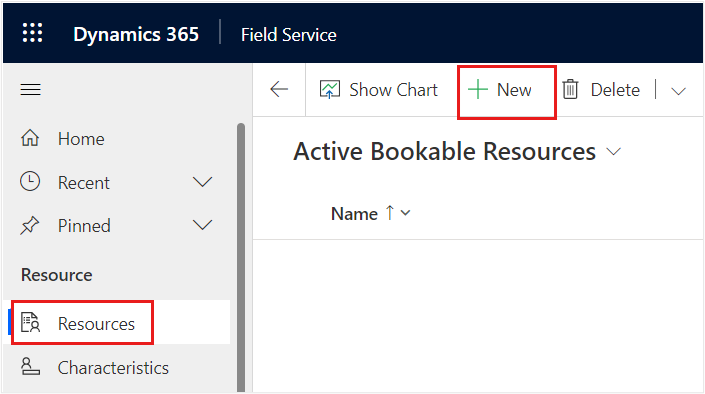 Dynamics 365 Field Service
Show Chart New Delete
Home
Recent
Pinned
Resource
Resources
Characteristics
Active Bookable Resources
Name